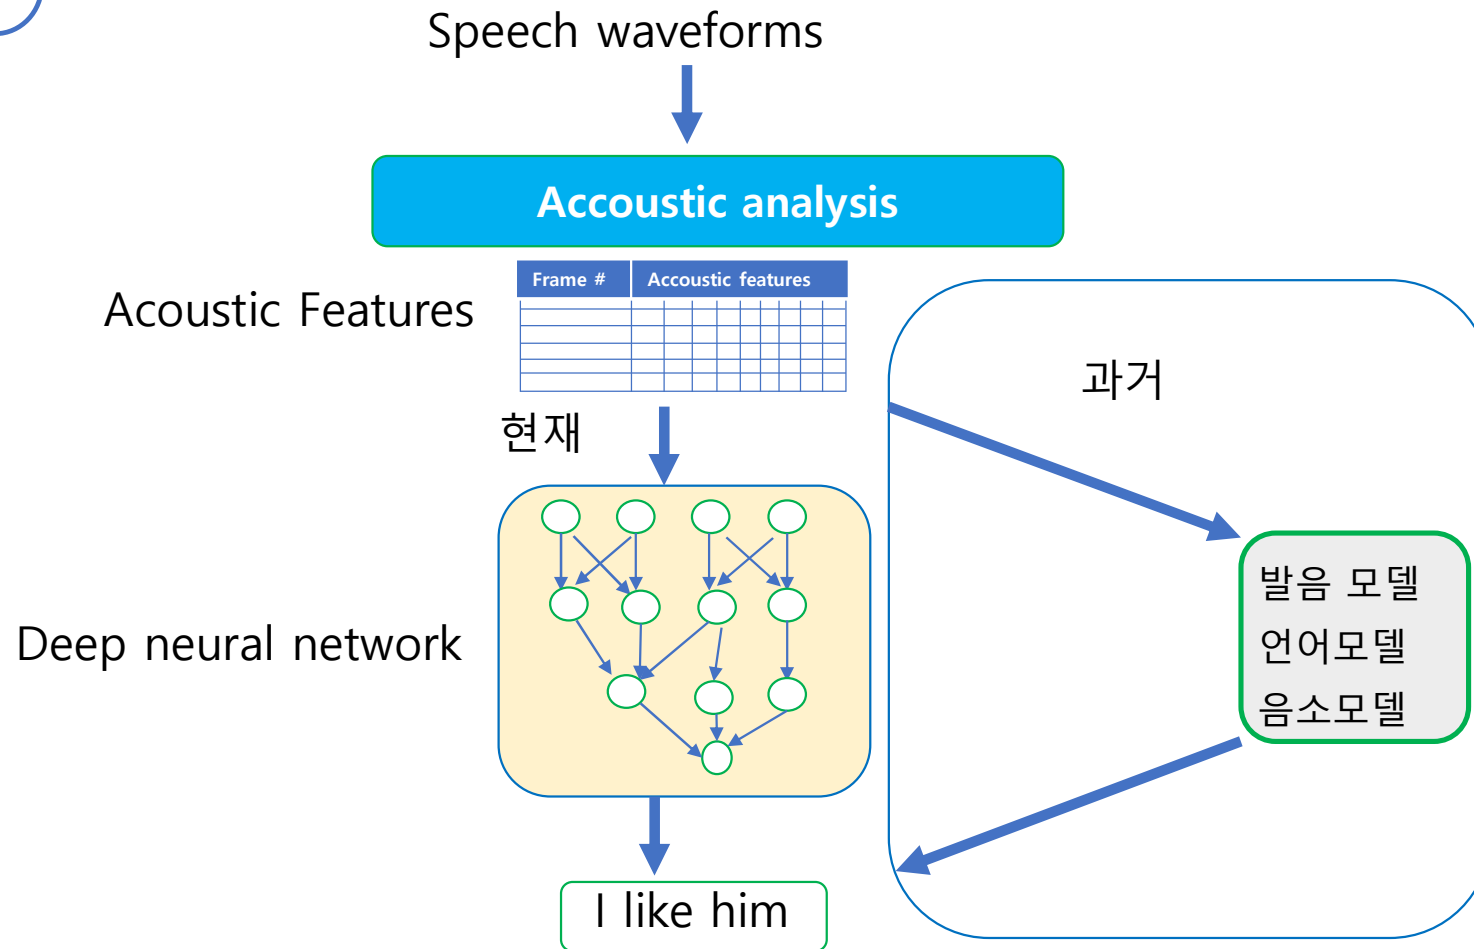 Speech waveforms
Accoustic analysis
Acoustic Features
Frame #
Accoustic features
과거
현재
Deep neural network
발음 모델
언어모델
음소모델
I like him